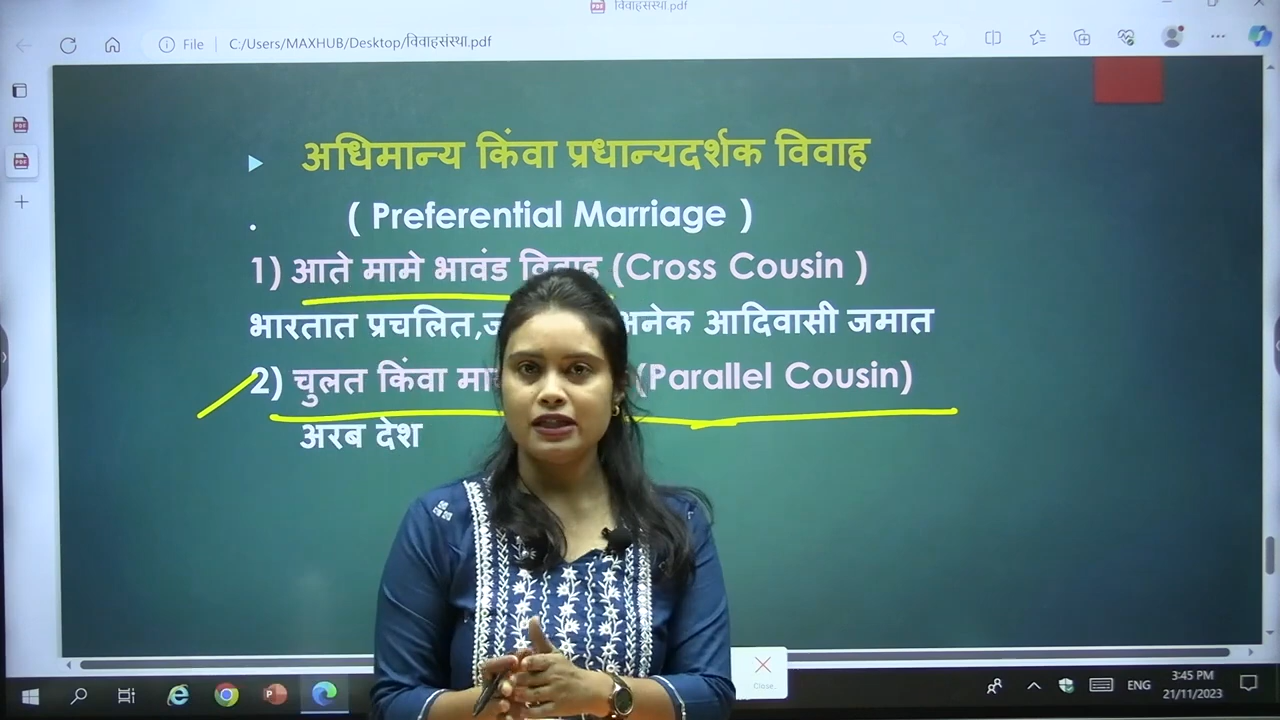 विवाहसंस्था.pdf
File C:/Users/MAXHUB/Desktop/विवाहसंस्था.pdf
अधिमान्य किंवा प्रधान्यदर्शक विवाह
. ( Preferential Marriage )
1) आते मामे भावंड विवाह (Cross Cousin )
भारतात प्रचलित, अनेक आदिवासी जमात
2) चुलत किंवा (Parallel Cousin)
अरब देश
Close.
ENG 3:45 PM
21/11/2023